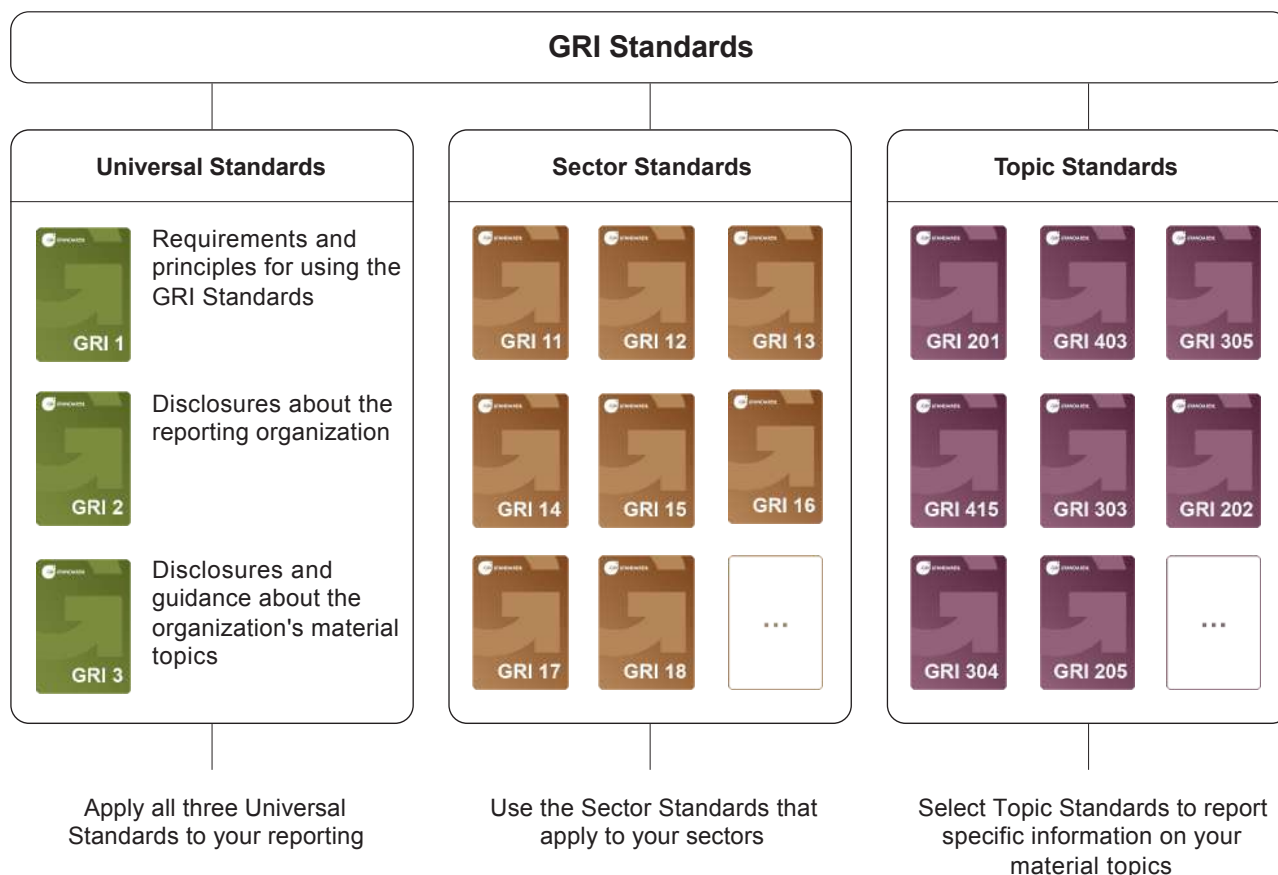 GRI Standards
Universal Standards
GRI 1
Requirements and
principles for using the
GRI Standards
GRI 2
Disclosures about the
reporting organization
GRI 3
Disclosures and
guidance about the
organization's material
topics
Apply all three Universal
Standards to your reporting
Sector Standards
GRI 11
GRI 12
GRI 13
GRI 14
GRI 15
GRI 16
GRI 17
GRI 18
...
Use the Sector Standards that
apply to your sectors
Topic Standards
GRI 201
GRI 403
GRI 305
GRI 415
GRI 303
GRI 202
GRI 304
GRI 205
...
Select Topic Standards to report
specific information on your
material topics